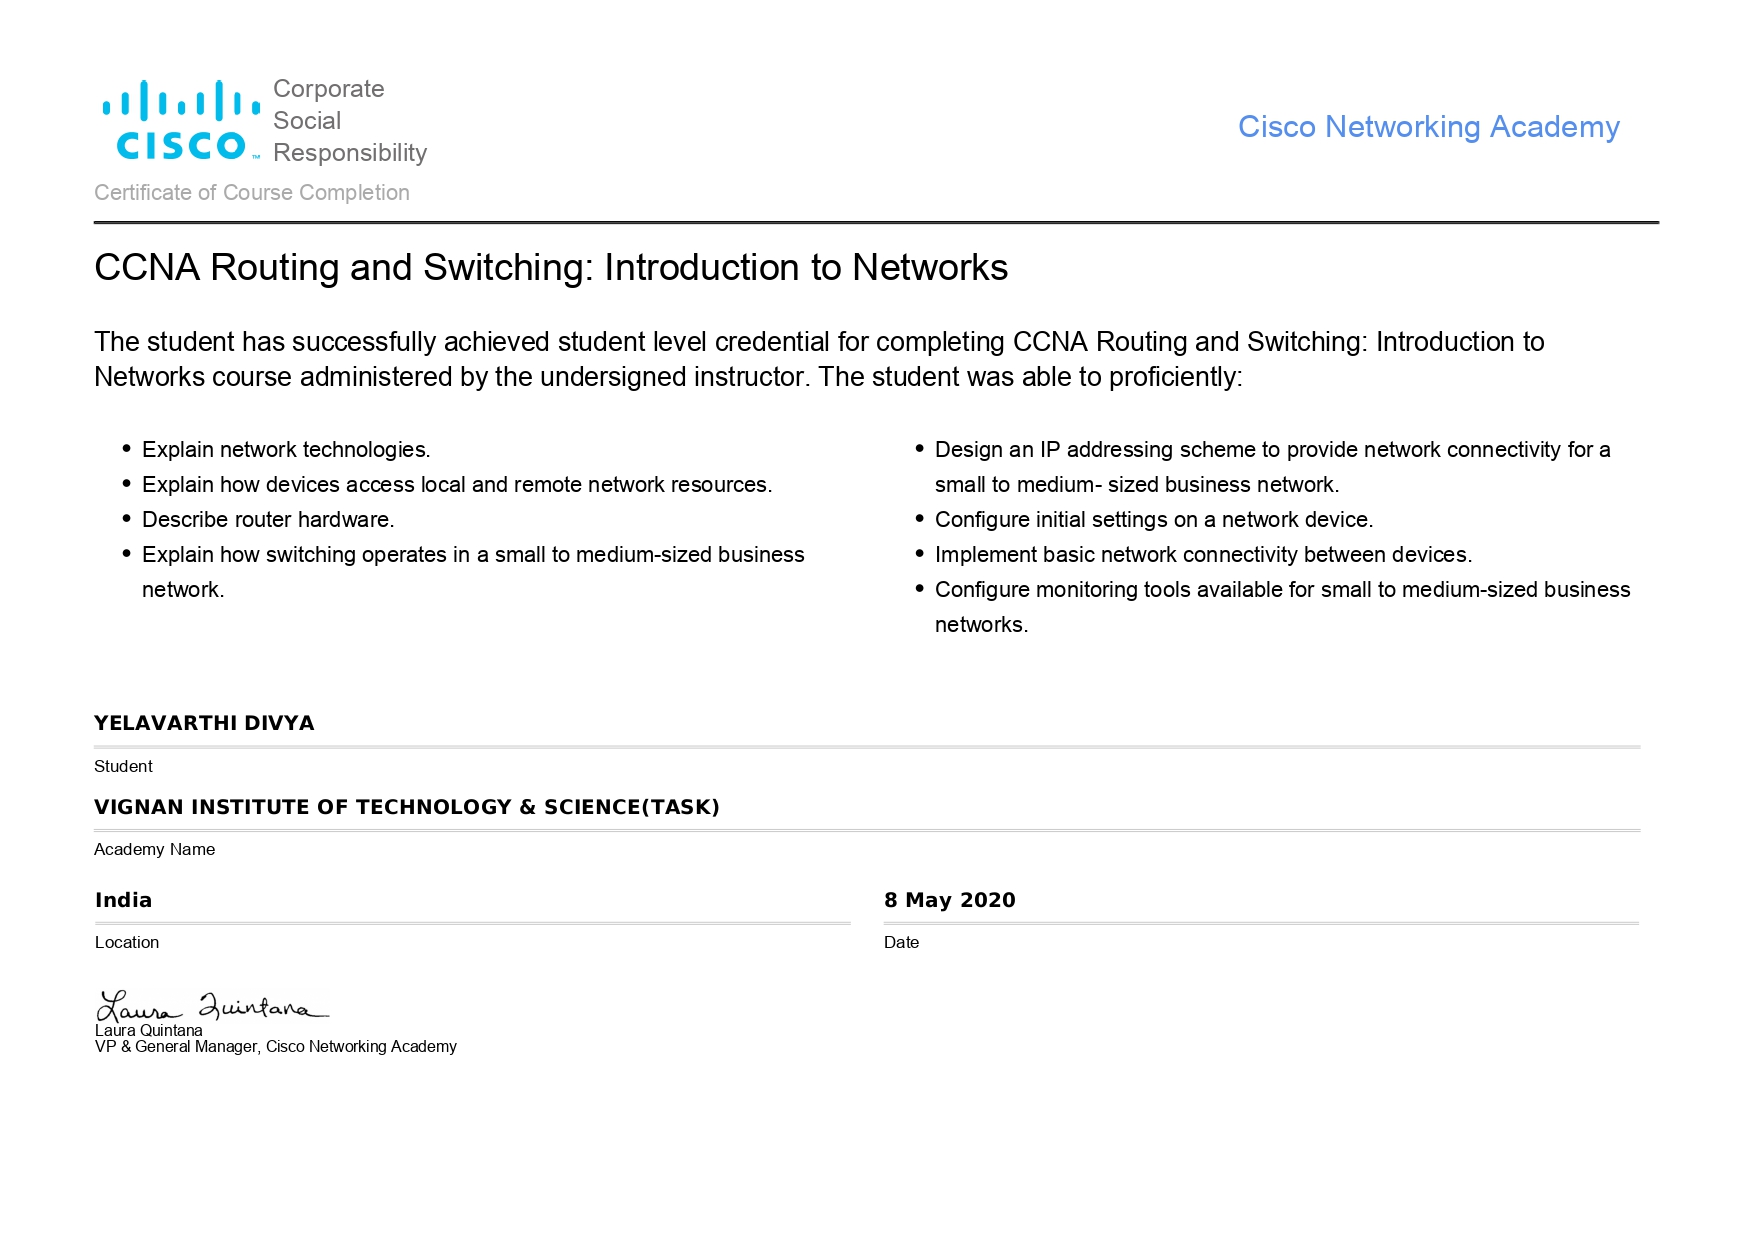 CISCO™
Corporate
Social
Responsibility
Cisco Networking Academy
Certificate of Course Completion
CCNA Routing and Switching: Introduction to Networks
The student has successfully achieved student level credential for completing CCNA Routing and Switching: Introduction to
Networks course administered by the undersigned instructor. The student was able to proficiently:
• Explain network technologies.
• Explain how devices access local and remote network resources.
• Describe router hardware.
• Explain how switching operates in a small to medium-sized business
network.
• Design an IP addressing scheme to provide network connectivity for a
small to medium- sized business network.
• Configure initial settings on a network device.
• Implement basic network connectivity between devices.
• Configure monitoring tools available for small to medium-sized business
networks.
YELAVARTHI DIVYA
Student
VIGNAN INSTITUTE OF TECHNOLOGY & SCIENCE(TASK)
Academy Name
India
Location
8 May 2020
Date
Laura Quintana
Laura Quintana
VP & General Manager, Cisco Networking Academy